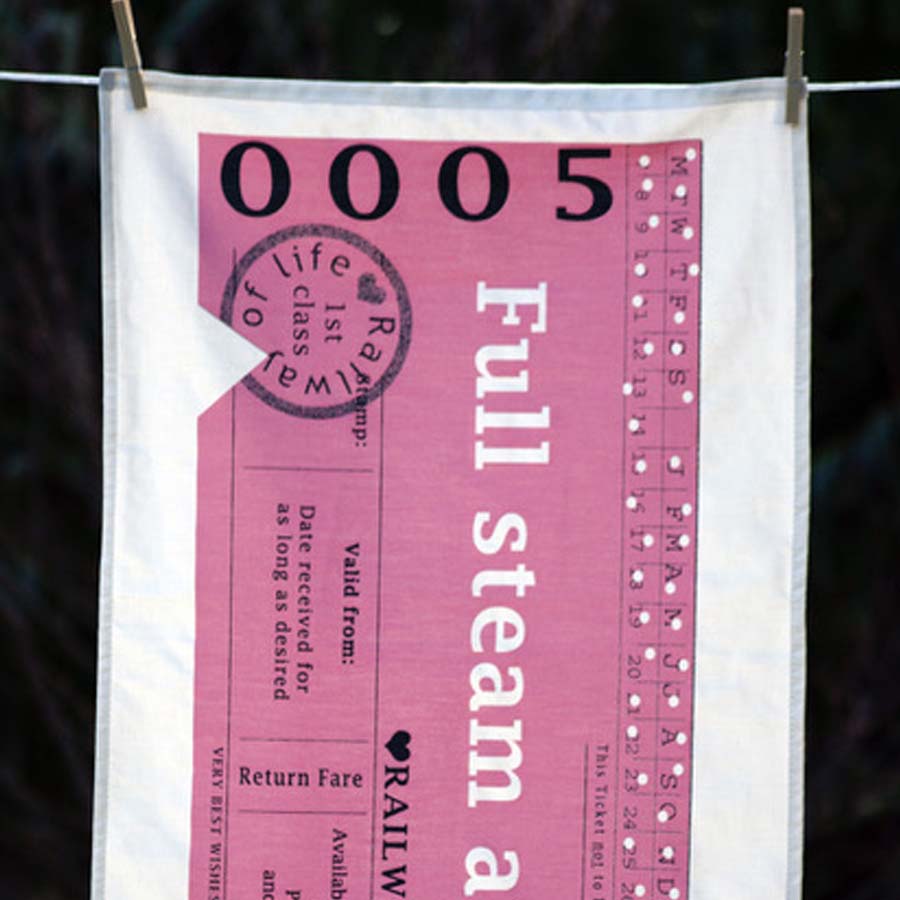 0005
Railway of life
1st
class
Stamp:
Full steam a
Valid from:
Date received for
as long as desired
Return Fare
RAILW
Availab
and
VERY BEST WISHES
This Ticket not to
M T W T F S J F M A M J J A S O N D
8 9 10 11 12 13 14 15 16 17 18 19 20 21 22 23 24 25